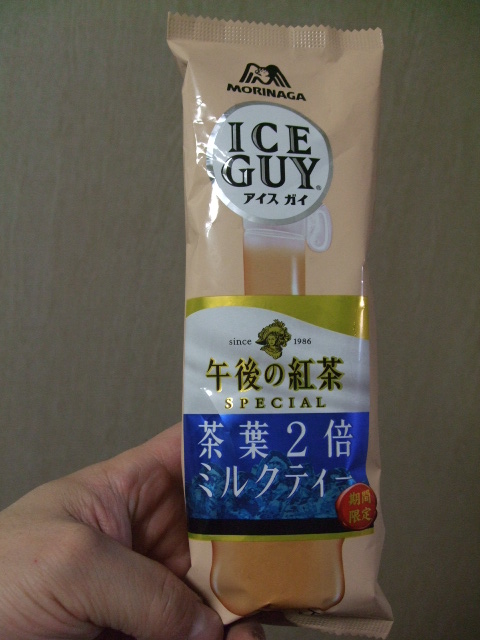 MORINAGA
ICE
GUY®
アイス ガイ
since 1986
午後の紅茶
SPECIAL
茶葉2倍
ミルクティー
期間
限定